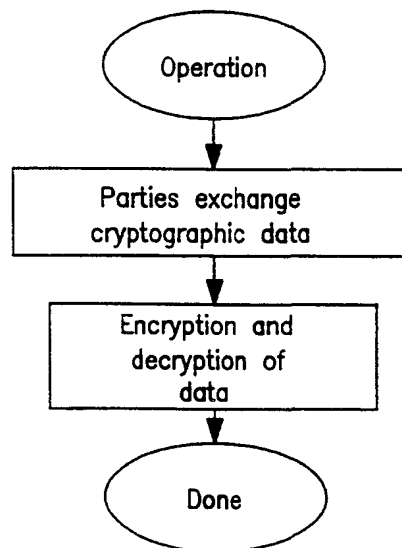 Operation
Parties exchange
cryptographic data
Encryption and
decryption of
data
Done